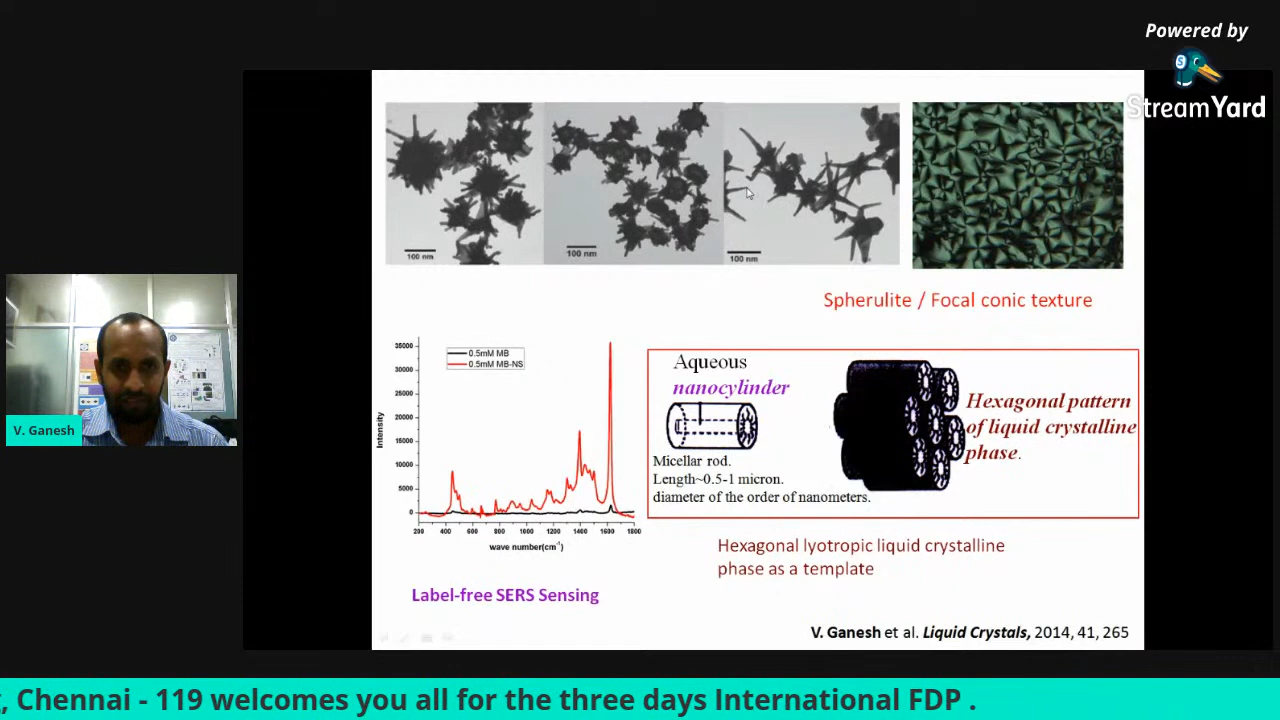 Powered by
StreamYard
100 nm
100 nm
100 nm
Spherulite / Focal conic texture
35000
30000
25000
20000
15000
10000
5000
0
Intensity
0.5mM MB
0.5mM MB-NS
200 400 600 800 1000 1200 1400 1600 1800
wave number(cm-1)
Label-free SERS Sensing
Aqueous
nanocylinder
Micellar rod.
Length~0.5-1 micron.
diameter of the order of nanometers.
Hexagonal pattern
of liquid crystalline
phase.
Hexagonal lyotropic liquid crystalline
phase as a template
V. Ganesh et al. Liquid Crystals, 2014, 41, 265
V. Ganesh
, Chennai - 119 welcomes you all for the three days International FDP .